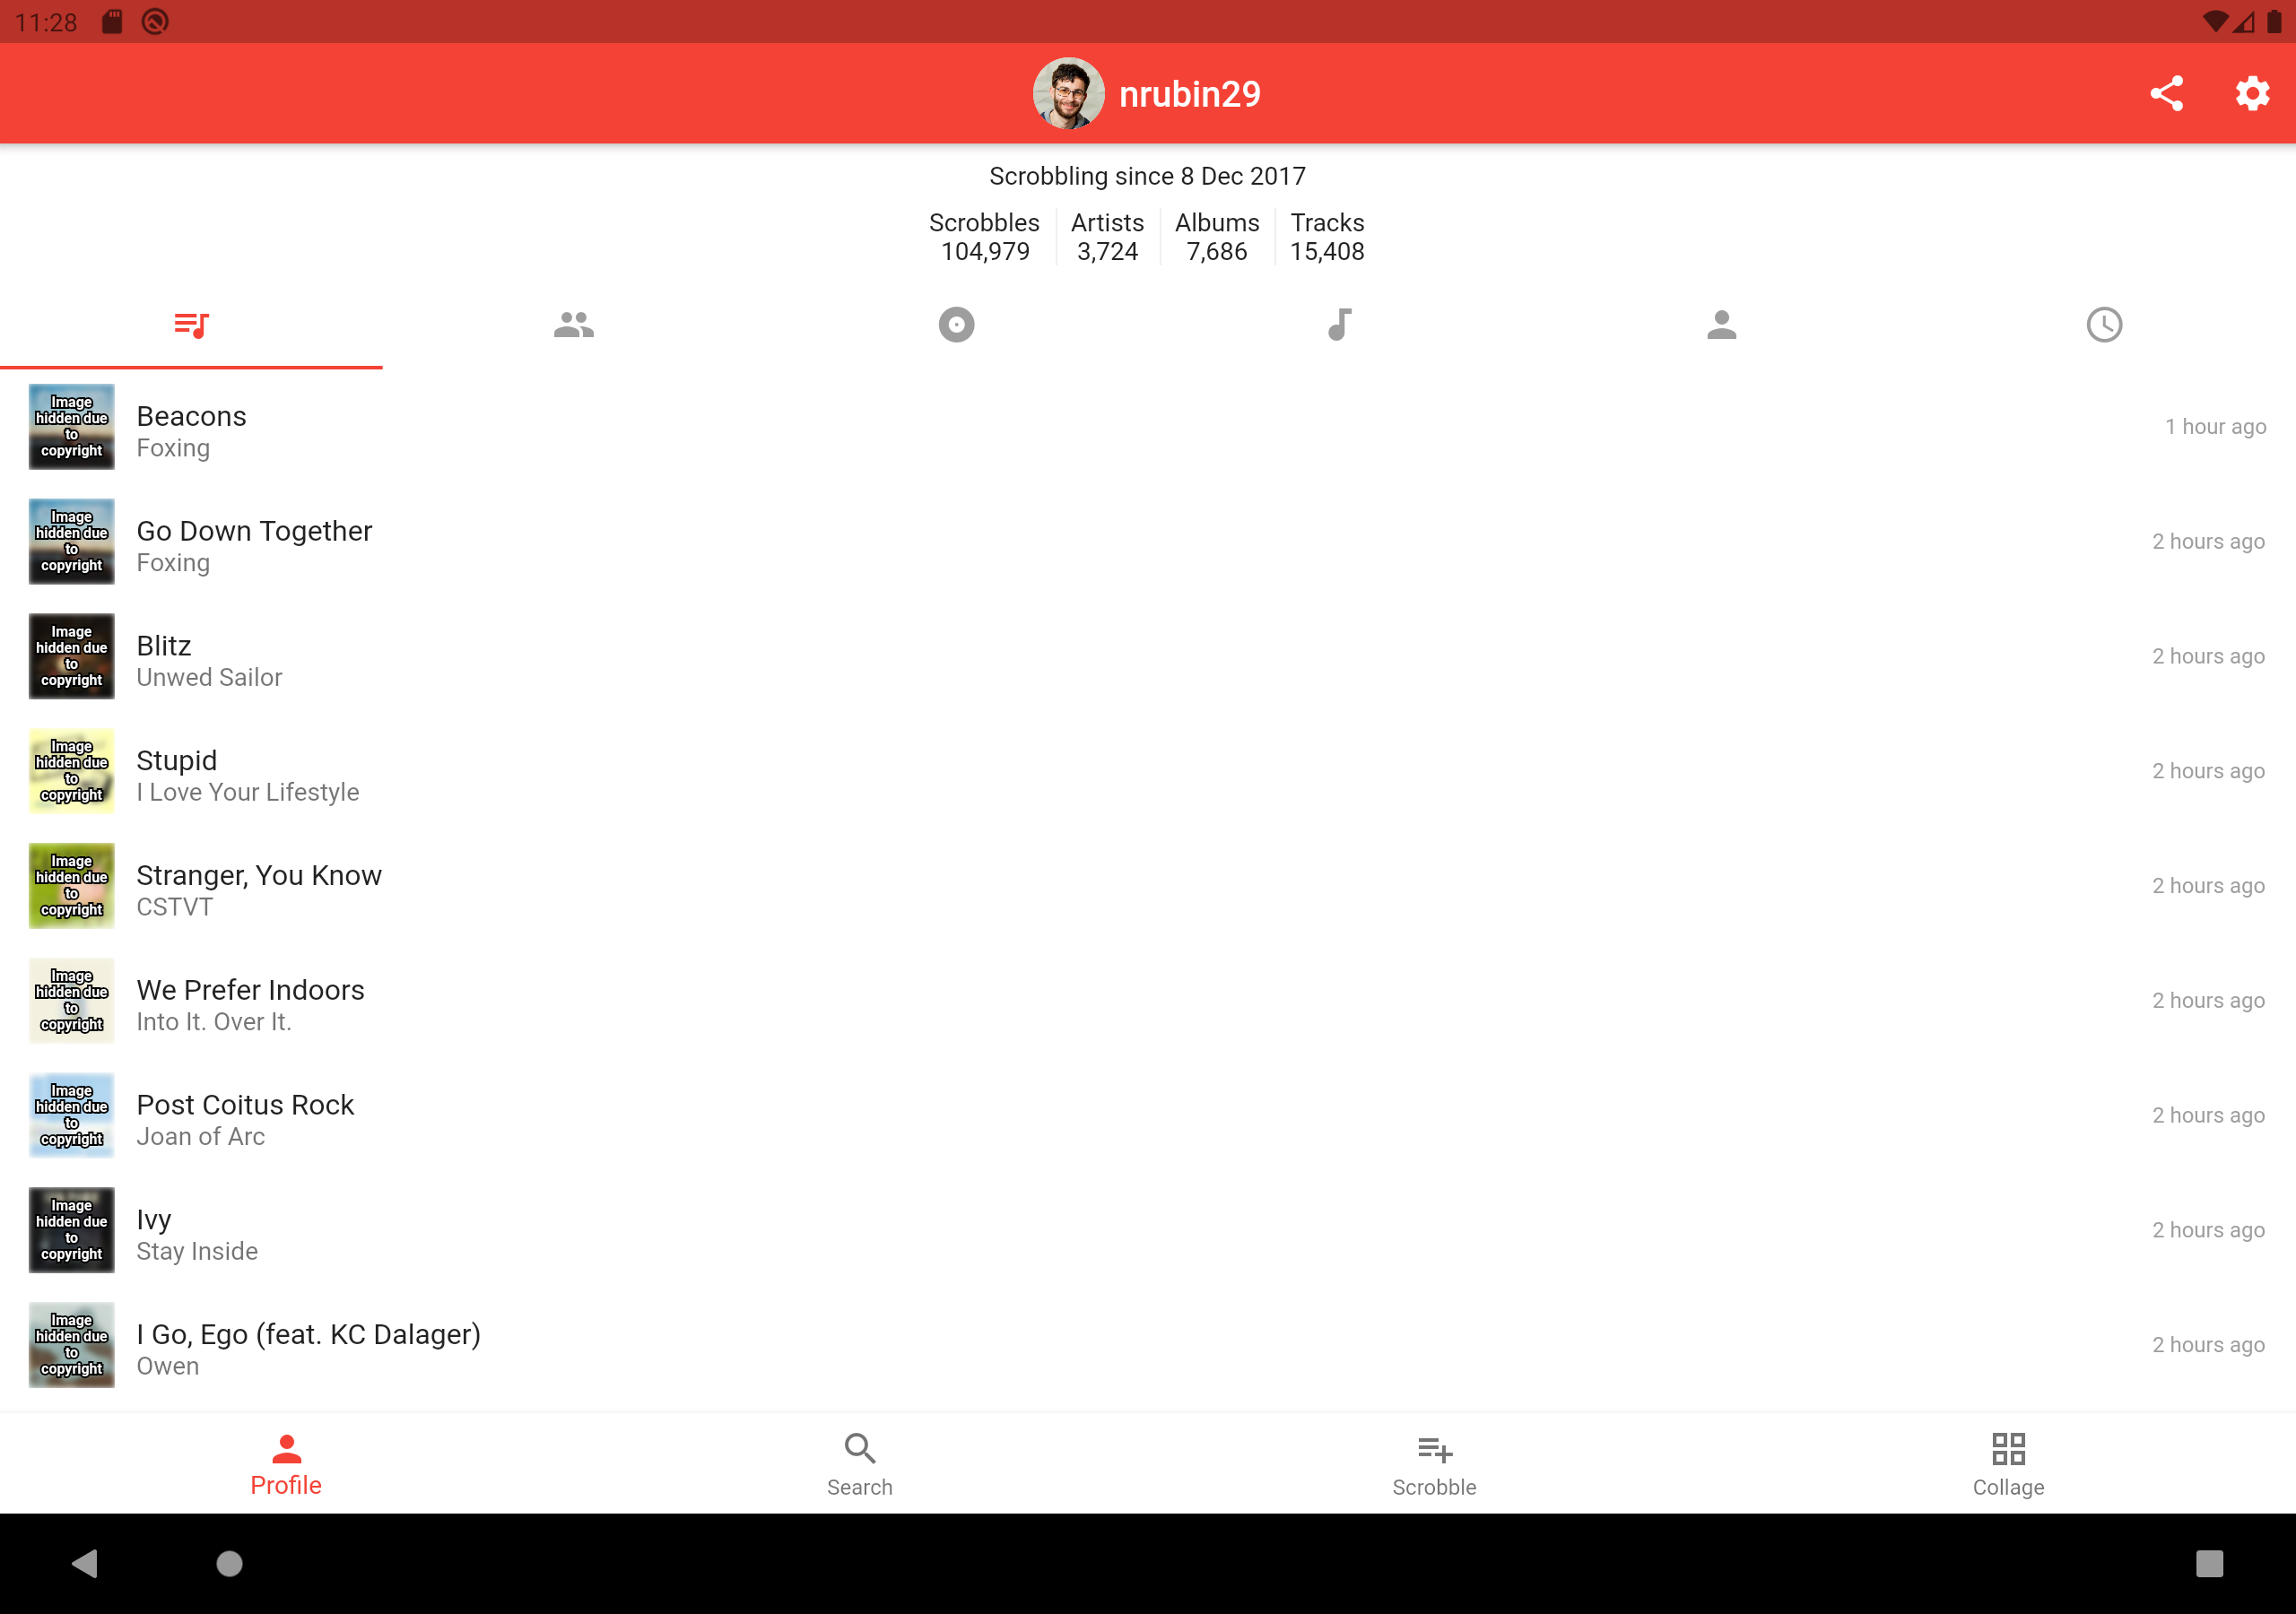 11:28
nrubin29
Scrobbling since 8 Dec 2017
Scrobbles Artists Albums Tracks
104,979 3,724 7,686 15,408
Image
hidden due
to
copyright
Beacons
Foxing
1 hour ago
Image
hidden due
to
copyright
Go Down Together
Foxing
2 hours ago
Image
hidden due
to
copyright
Blitz
Unwed Sailor
2 hours ago
Image
hidden due
to
copyright
Stupid
I Love Your Lifestyle
2 hours ago
Image
hidden due
to
copyright
Stranger, You Know
CSTVT
2 hours ago
Image
hidden due
to
copyright
We Prefer Indoors
Into It. Over It.
2 hours ago
Image
hidden due
to
copyright
Post Coitus Rock
Joan of Arc
2 hours ago
Image
hidden due
to
copyright
Ivy
Stay Inside
2 hours ago
Image
hidden due
to
copyright
I Go, Ego (feat. KC Dalager)
Owen
2 hours ago
Profile Search Scrobble Collage